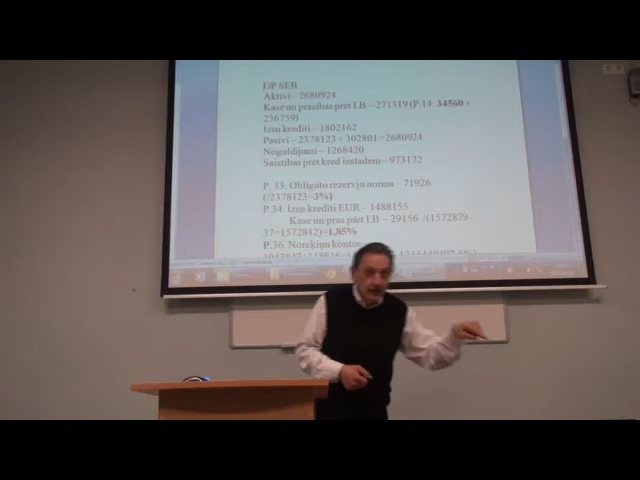 GP SEB
Aktīvi – 2680924
Kase un prasības pret LB – 271319 (P.14. 34560 +
236759)
Izsn kredīti – 1802162
Pasīvi – 2378123 + 302801=2680924
Noguldījumi – 1268420
Saistības pret kred iestādēm – 973172
P. 33. Obligāto rezervju norma – 71926
(/2378123=3%)
P.34. Izsn kredīti EUR – 1488155
Kase un pras pret LB – 29156 /(1572879-
37=1572842)=1,85%
P.36. Norēķinu kontos